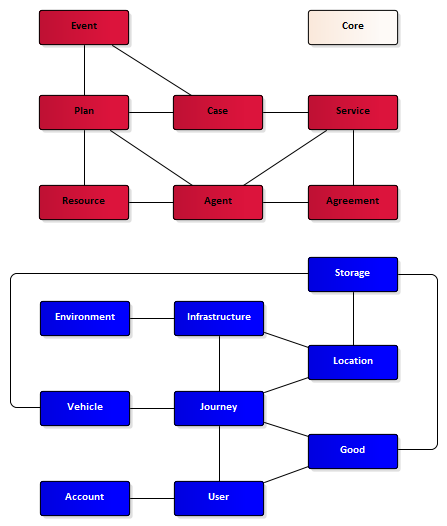 Event
Core
Plan
Case
Service
Resource
Agent
Agreement
Storage
Environment
Infrastructure
Location
Vehicle
Journey
Good
Account
User